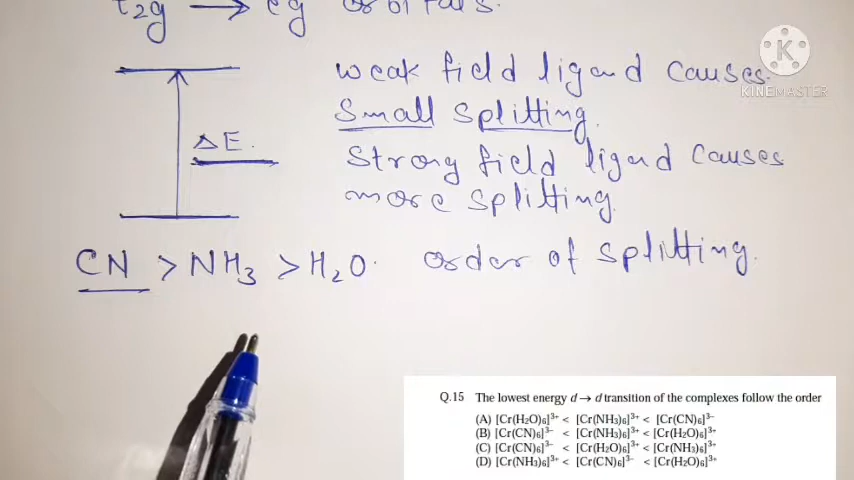 t₂g → eg orbitals.
weak field ligand causes.
Small splitting.
ΔE.
Strong field ligand causes
more splitting.
CN > NH₃ > H₂O. order of splitting.
K
KINEMASTER
Q.15 The lowest energy d → d transition of the complexes follow the order
(A) [Cr(H₂O)₆]³⁺ < [Cr(NH₃)₆]³⁺ < [Cr(CN)₆]³⁻
(B) [Cr(CN)₆]³⁻ < [Cr(NH₃)₆]³⁺ < [Cr(H₂O)₆]³⁺
(C) [Cr(CN)₆]³⁻ < [Cr(H₂O)₆]³⁺ < [Cr(NH₃)₆]³⁺
(D) [Cr(NH₃)₆]³⁺ < [Cr(CN)₆]³⁻ < [Cr(H₂O)₆]³⁺